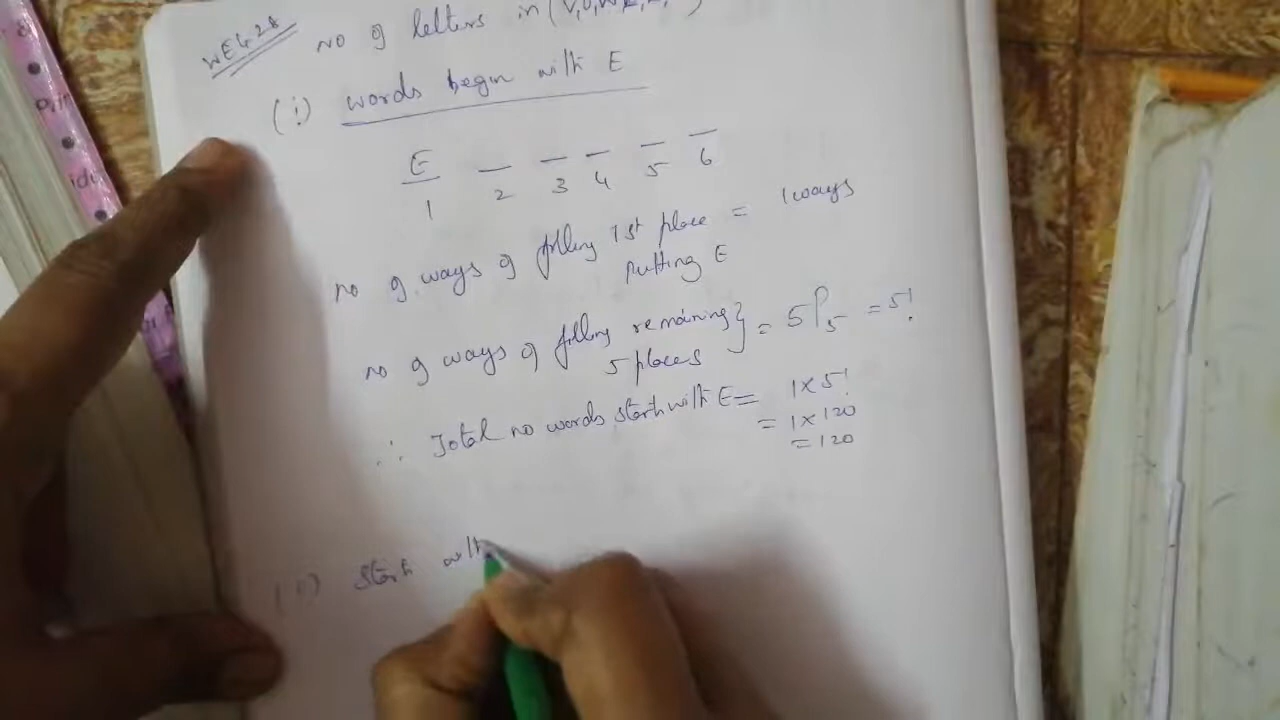 WE 4.28
no of letters in (V,O,W,E,L,
(i) words begin with E
E
1 2 3 4 5 6
no of ways of filling 1st place = 1 ways
putting E
no of ways of filling remaining } = 5P5 = 5!
5 places
∴ Total no words starts with E = 1 x 5!
= 1 x 120
= 120
(ii) starts with